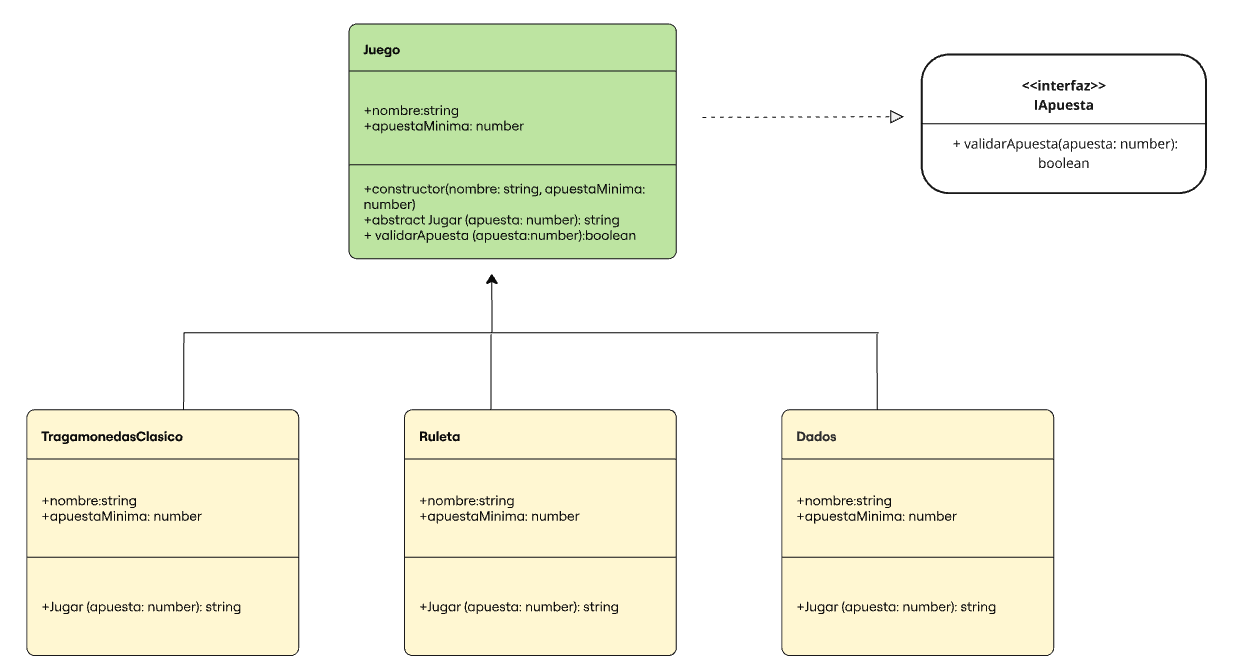 Juego
+nombre:string
+apuestaMinima: number
+constructor(nombre: string, apuestaMinima:
number)
+abstract Jugar (apuesta: number): string
+ validarApuesta (apuesta:number):boolean
<<interfaz>>
IApuesta
+ validarApuesta(apuesta: number):
boolean
TragamonedasClasico
+nombre:string
+apuestaMinima: number
+Jugar (apuesta: number): string
Ruleta
+nombre:string
+apuestaMinima: number
+Jugar (apuesta: number): string
Dados
+nombre:string
+apuestaMinima: number
+Jugar (apuesta: number): string